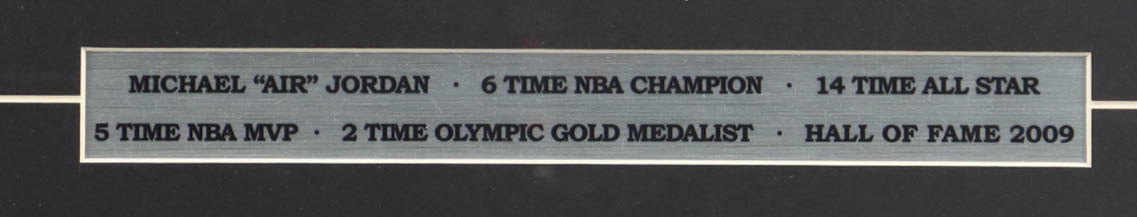 MICHAEL “AIR” JORDAN · 6 TIME NBA CHAMPION · 14 TIME ALL STAR
5 TIME NBA MVP · 2 TIME OLYMPIC GOLD MEDALIST · HALL OF FAME 2009